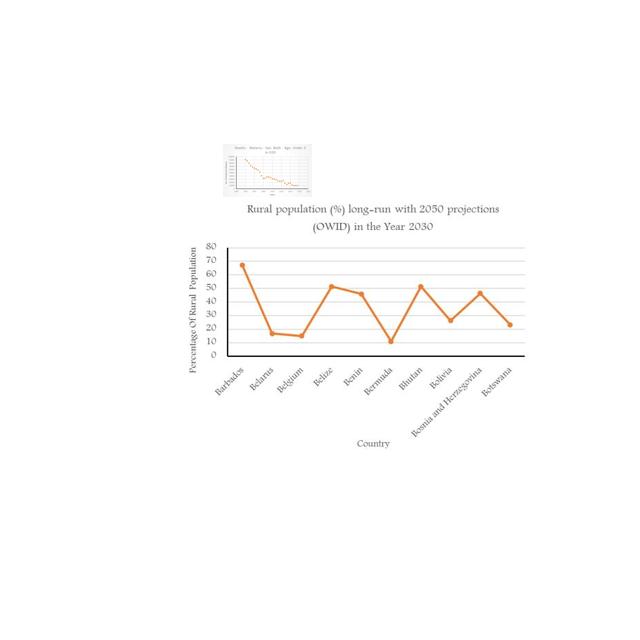 Rural population (%) long-run with 2050 projections
(OWID) in the Year 2030
Percentage Of Rural Population
80
70
60
50
40
30
20
10
0
Barbados
Belarus
Belgium
Belize
Benin
Bermuda
Bhutan
Bolivia
Bosnia and Herzegovina
Botswana
Country